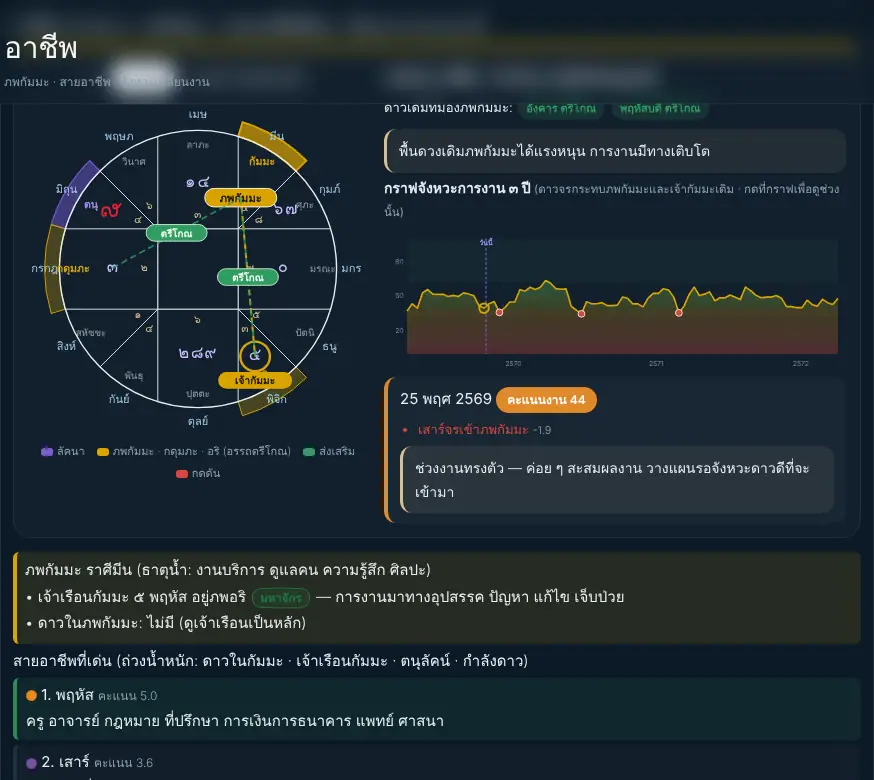 อาชีพ
ภพกัมมะ · สายอาชีพ
ยนงาน
ดาวเดิมที่มองภพกัมมะ: อังคาร ตรีโกณ พฤหัสบดี ตรีโกณ
พื้นดวงเดิมภพกัมมะได้แรงหนุน การงานมีทางเติบโต
กราฟจังหวะการงาน ๓ ปี (ดาวจรกระทบภพกัมมะและเจ้ากัมมะเดิม · กดที่กราฟเพื่อดูช่วง
นั้น)
เมษ
พฤษภ
มีน
ลาภะ
วินาศ
กัมมะ
มิถุน
กุมภ์
๑๔
ภพกัมมะ
ตนุ
ศุภะ
๖๗
๓
๘
๔
ตรีโกณ
กรกฎ
กดุมภะ
๓
๒
ตรีโกณ
๐
มรณะ
มกร
สหัชชะ
๑
๔
๖
๓
๕
ปัตนิ
สิงห์
ธนู
๒๘๙
๕
พันธุ
เจ้ากัมมะ
ปุตตะ
กันย์
พิจิก
ตุลย์
ลัคนา ภพกัมมะ · กดุมภะ · อริ (อรรถตรีโกณ) ส่งเสริม
กดดัน
วันนี้
80
50
20
2570 2571 2572
25 พฤศ 2569 คะแนนงาน 44
• เสาร์จรเข้าภพกัมมะ -1.9
ช่วงงานทรงตัว — ค่อย ๆ สะสมผลงาน วางแผนรอจังหวะดาวดีที่จะ
เข้ามา
ภพกัมมะ ราศีมีน (ธาตุน้ำ: งานบริการ ดูแลคน ความรู้สึก ศิลปะ)
• เจ้าเรือนกัมมะ ๕ พฤหัส อยู่ภพอริ มหาจักร — การงานมาทางอุปสรรค ปัญหา แก้ไข เจ็บป่วย
• ดาวในภพกัมมะ: ไม่มี (ดูเจ้าเรือนเป็นหลัก)
สายอาชีพที่เด่น (ถ่วงน้ำหนัก: ดาวในกัมมะ · เจ้าเรือนกัมมะ · ตนุลัคน์ · กำลังดาว)
1. พฤหัส คะแนน 5.0
ครู อาจารย์ กฎหมาย ที่ปรึกษา การเงินการธนาคาร แพทย์ ศาสนา
2. เสาร์ คะแนน 3.6